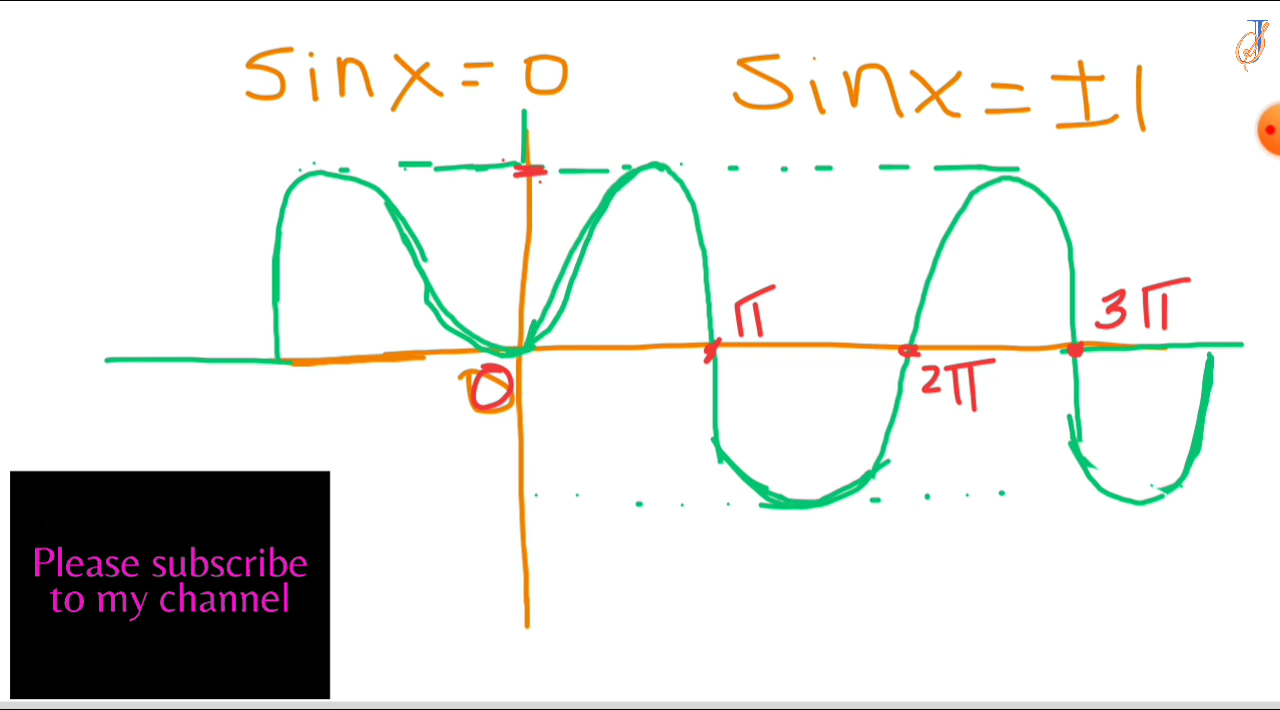 sinx=0
sinx=±1
π
3π
0
2π
Please subscribe
to my channel